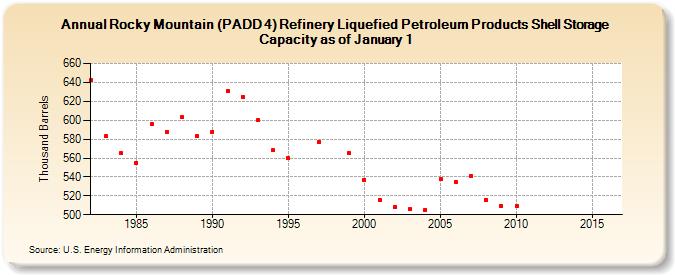 Annual Rocky Mountain (PADD 4) Refinery Liquefied Petroleum Products Shell Storage
Capacity as of January 1
Thousand Barrels
660
640
620
600
580
560
540
520
500
1985 1990 1995 2000 2005 2010 2015
Source: U.S. Energy Information Administration